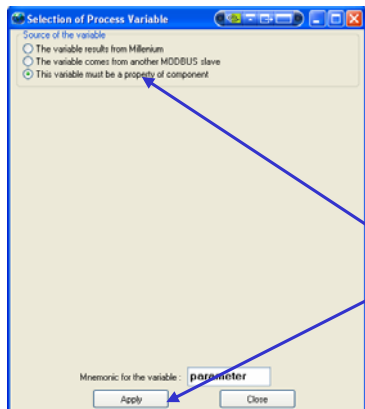 Selection of Process Variable
Source of the variable
The variable results from Millenium
The variable comes from another MODBUS slave
This variable must be a property of component
Mnemonic for the variable : parameter
Apply Close